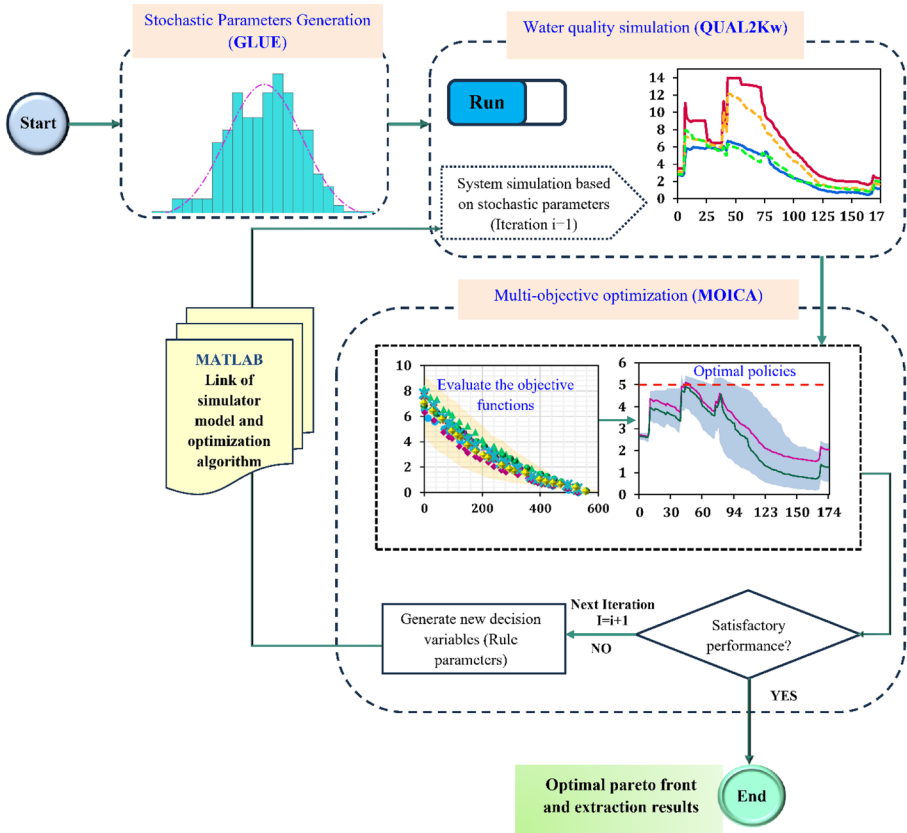 Stochastic Parameters Generation
(GLUE)
Start
Water quality simulation (QUAL2Kw)
Run
System simulation based
on stochastic parameters
(Iteration i−1)
14
12
10
8
6
4
2
0
0 25 50 75 100 125 150 17
Multi-objective optimization (MOICA)
MATLAB
Link of
simulator
model and
optimization
algorithm
Evaluate the objective
functions
10
8
6
4
2
0
0 200 400 600
Optimal policies
6
5
4
3
2
1
0
0 30 60 94 123 150 174
Satisfactory
performance?
Next Iteration
I=i+1
NO
Generate new decision
variables (Rule
parameters)
YES
End
Optimal pareto front
and extraction results